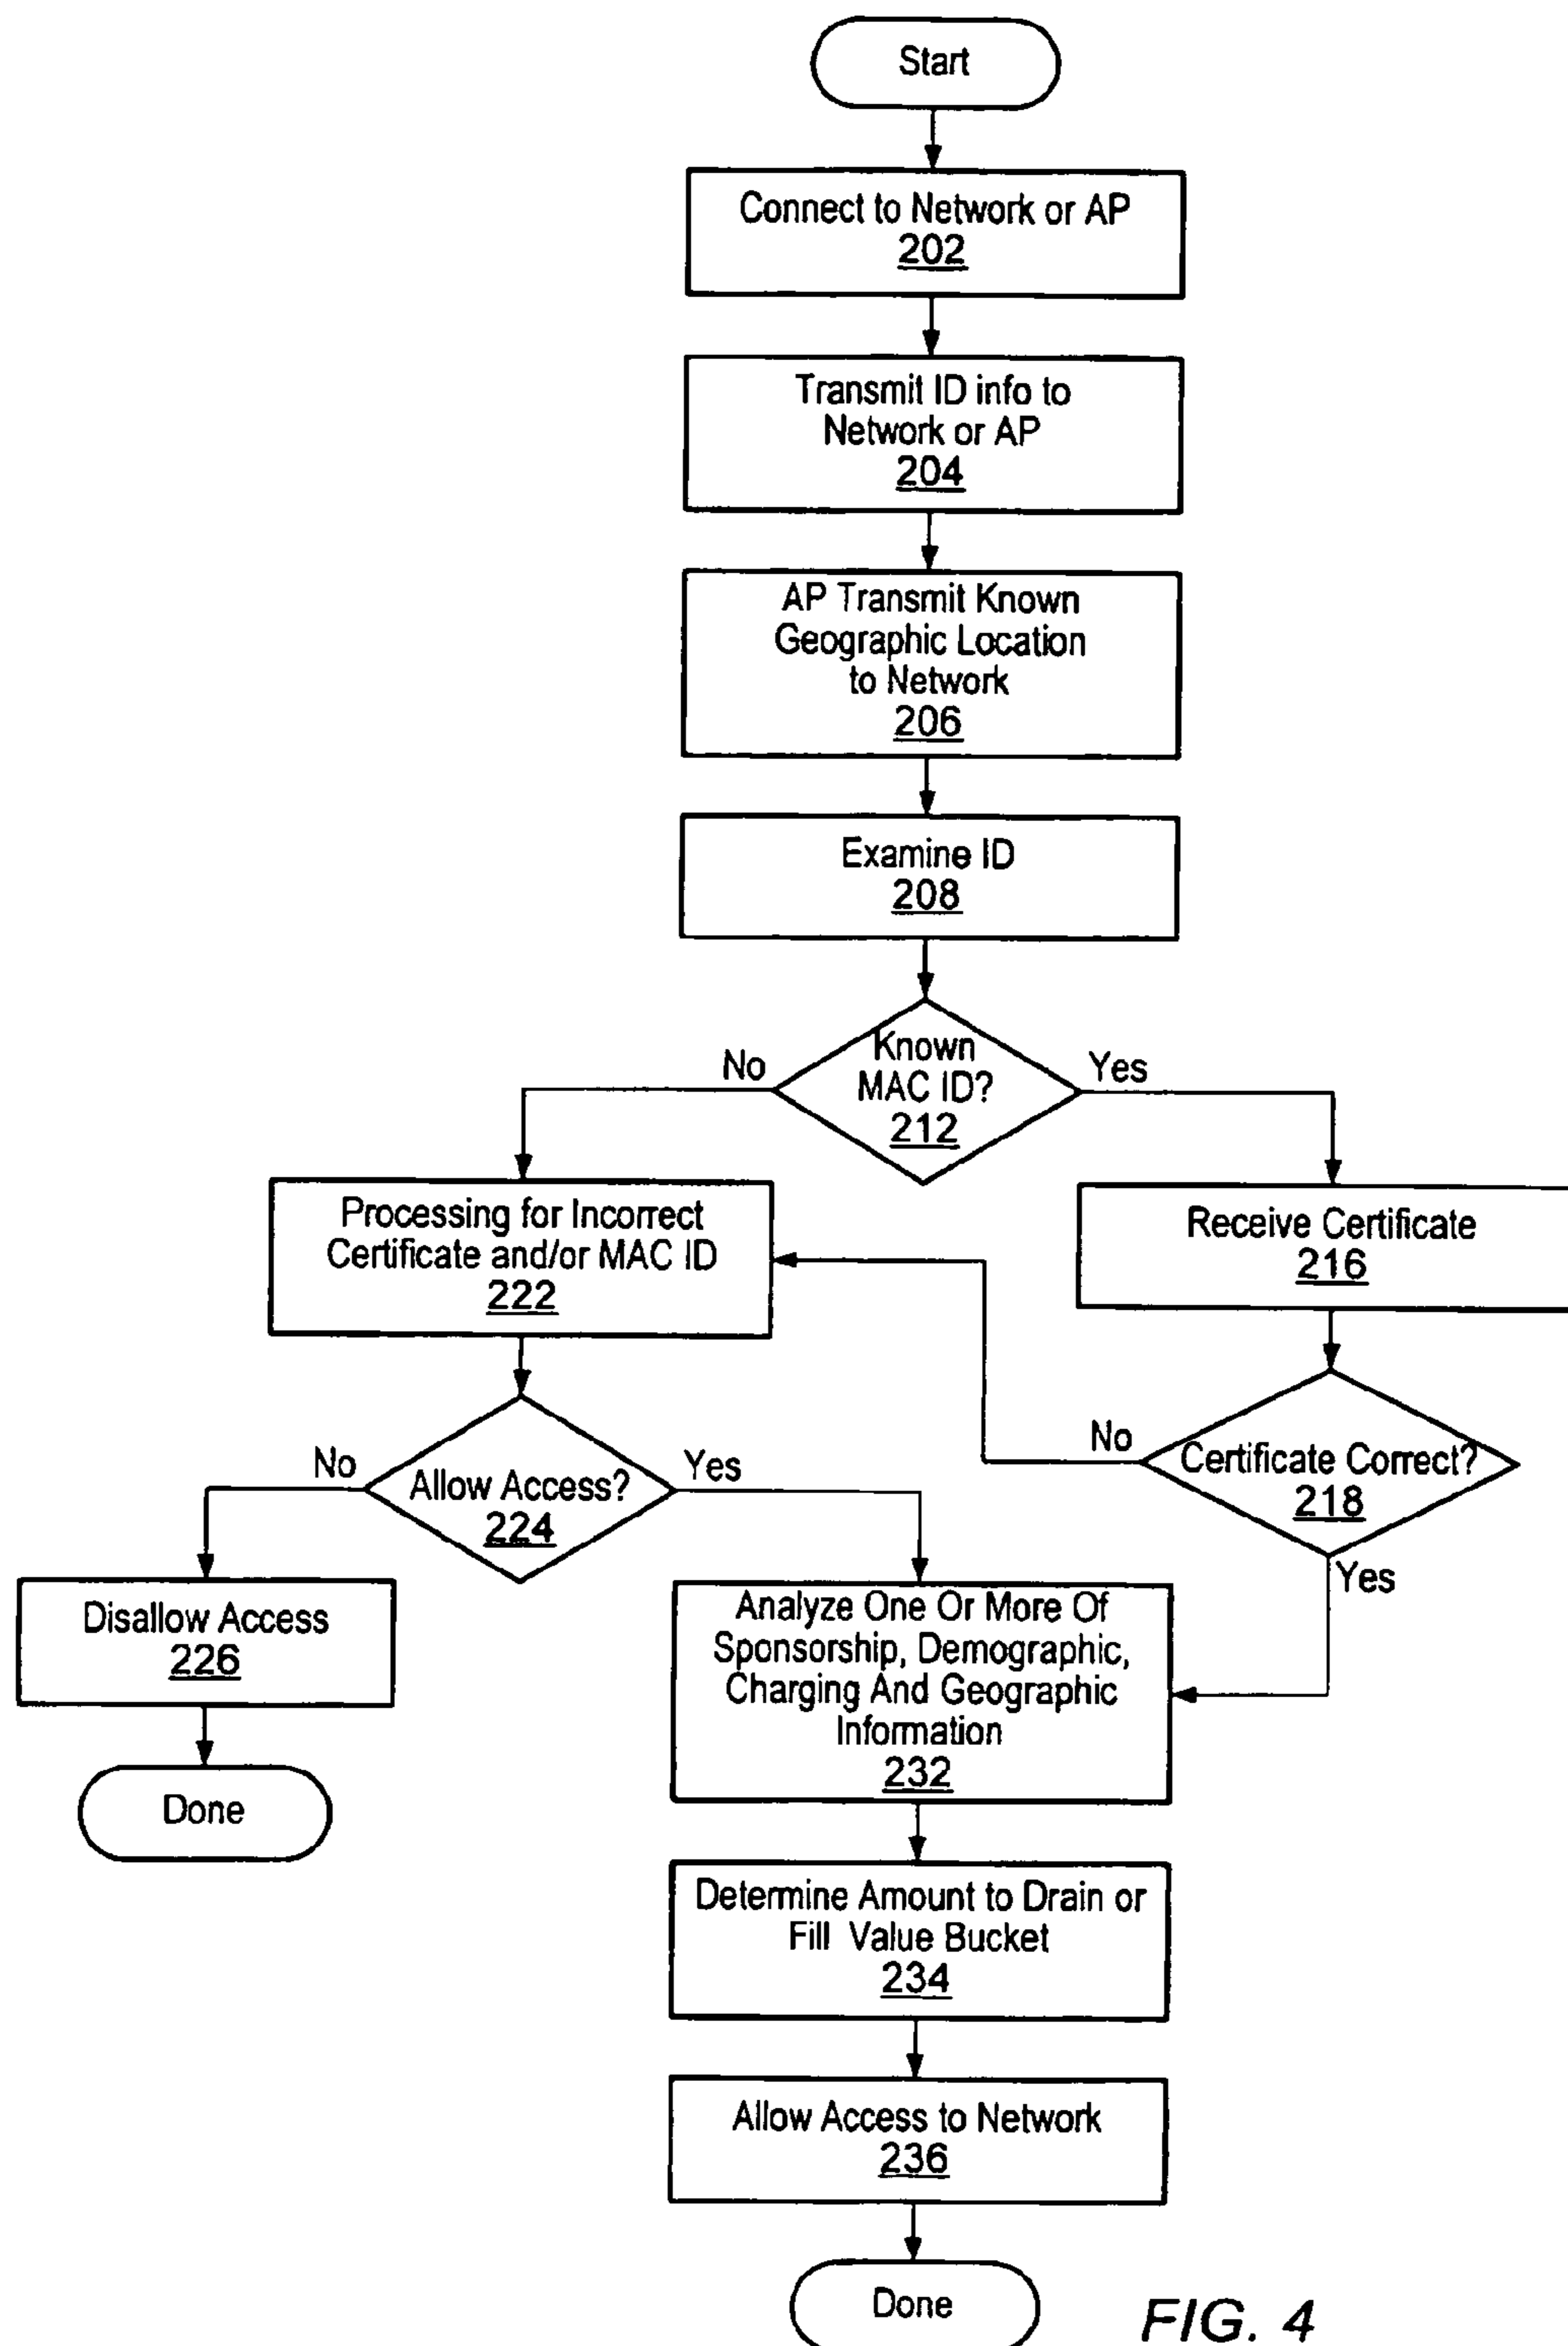 Start
Connect to Network or AP
202
Transmit ID info to
Network or AP
204
AP Transmit Known
Geographic Location
to Network
206
Examine ID
208
Known
MAC ID?
212
No
Yes
Processing for Incorrect
Certificate and/or MAC ID
222
Receive Certificate
216
Allow Access?
224
No
Yes
Certificate Correct?
218
No
Yes
Disallow Access
226
Done
Analyze One Or More Of
Sponsorship, Demographic,
Charging And Geographic
Information
232
Determine Amount to Drain or
Fill Value Bucket
234
Allow Access to Network
236
Done
FIG. 4